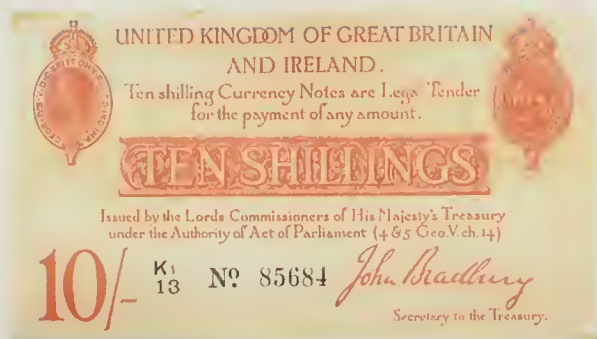 UNITED KINGDOM OF GREAT BRITAIN
AND IRELAND.
Ten shilling Currency Notes are Legal Tender
for the payment of any amount.
TEN SHILLINGS
Issued by the Lords Commissioners of His Majesty's Treasury
under the Authority of Act of Parliament (4 & 5 Geo.V. ch.14)
10/- K1/13 No 85684 John Bradbury
Secretary to the Treasury.